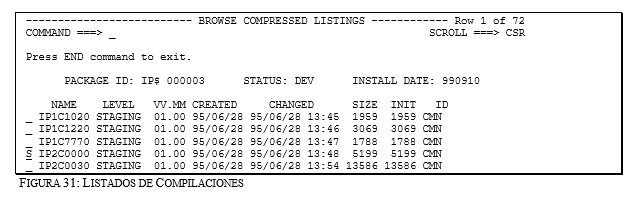 -------------------------- BROWSE COMPRESSED LISTINGS ------------ Row 1 of 72
COMMAND ===> _ SCROLL ===> CSR
Press END command to exit.
PACKAGE ID: IP$ 000003 STATUS: DEV INSTALL DATE: 990910
NAME LEVEL VV.MM CREATED CHANGED SIZE INIT ID
_ IP1C1020 STAGING 01.00 95/06/28 95/06/28 13:45 1959 1959 CMN
_ IP1C1220 STAGING 01.00 95/06/28 95/06/28 13:46 3069 3069 CMN
_ IP1C7770 STAGING 01.00 95/06/28 95/06/28 13:47 1788 1788 CMN
S IP2C0000 STAGING 01.00 95/06/28 95/06/28 13:48 5199 5199 CMN
_ IP2C0030 STAGING 01.00 95/06/28 95/06/28 13:54 13586 13586 CMN
FIGURA 31: LISTADOS DE COMPILACIONES